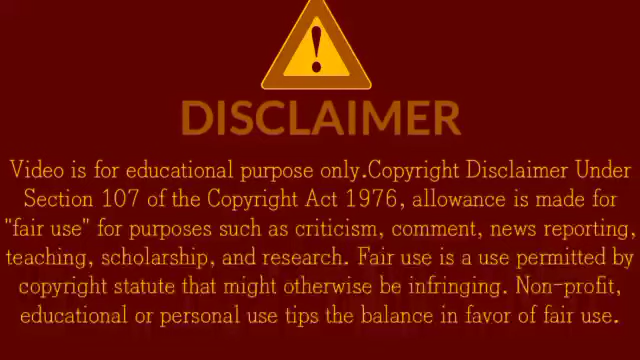 !
DISCLAIMER
Video is for educational purpose only.Copyright Disclaimer Under
Section 107 of the Copyright Act 1976, allowance is made for
"fair use" for purposes such as criticism, comment, news reporting,
teaching, scholarship, and research. Fair use is a use permitted by
copyright statute that might otherwise be infringing. Non-profit,
educational or personal use tips the balance in favor of fair use.